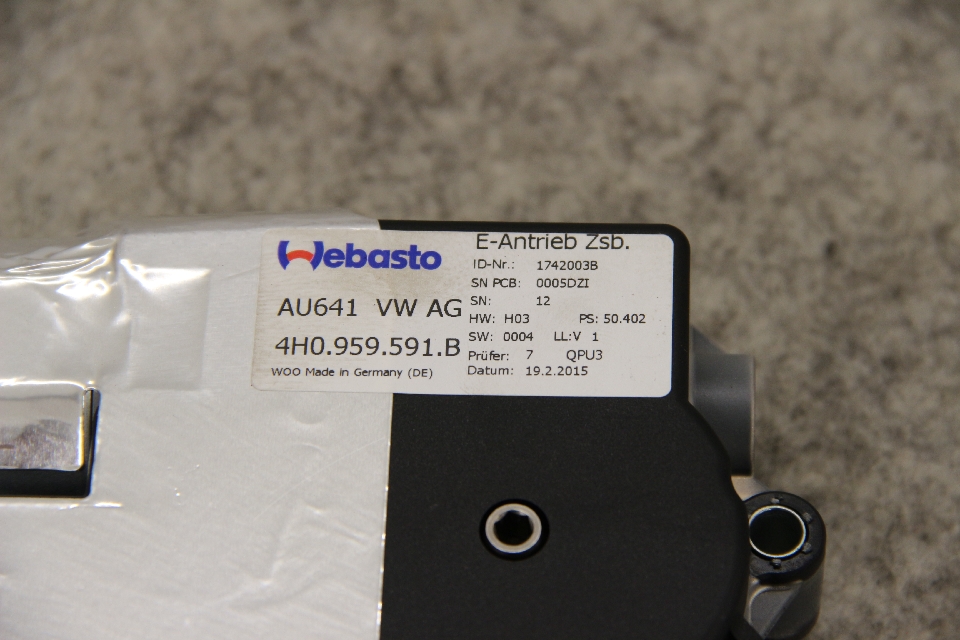 Webasto
AU641 VW AG
4H0.959.591.B
WOO Made in Germany (DE)
E-Antrieb Zsb.
ID-Nr.: 1742003B
SN PCB: 0005DZI
SN: 12
HW: H03 PS: 50.402
SW: 0004 LL:V 1
Prüfer: 7 QPU3
Datum: 19.2.2015